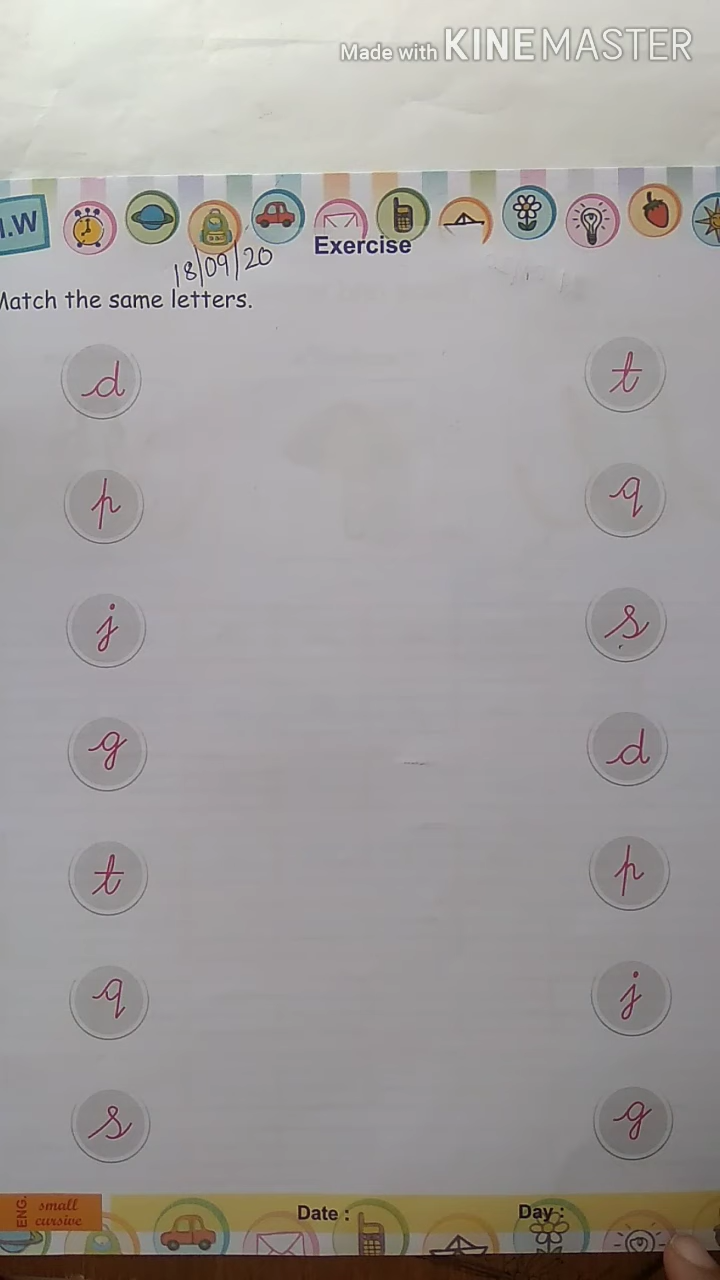 Made with KINEMASTER
.W
Exercise
18/09/20
Match the same letters.
d t
p q
j s
g d
t p
q j
s g
ENG. small cursive
Date : Day :